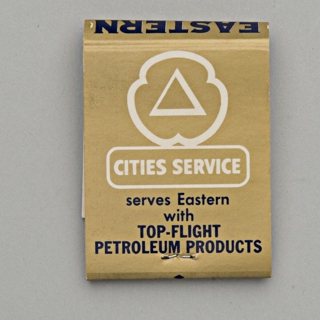 EASTERN
CITIES SERVICE
serves Eastern
with
TOP-FLIGHT
PETROLEUM PRODUCTS